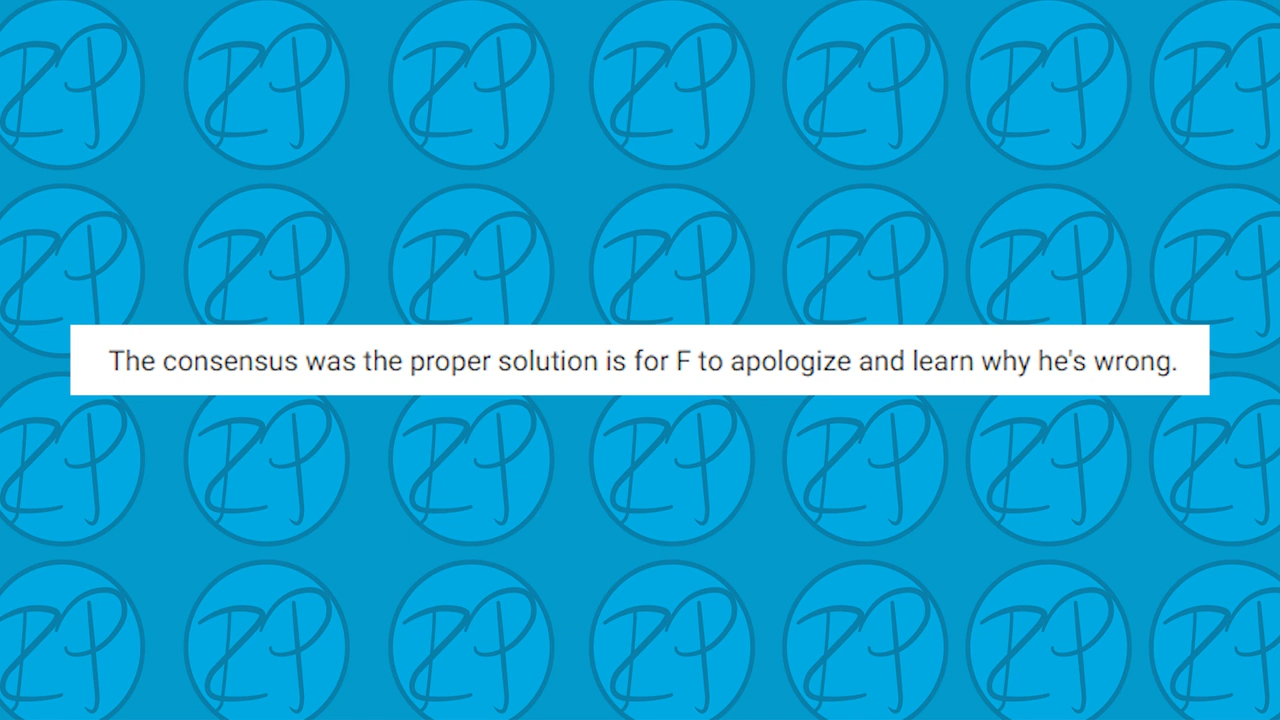 The consensus was the proper solution is for F to apologize and learn why he's wrong.